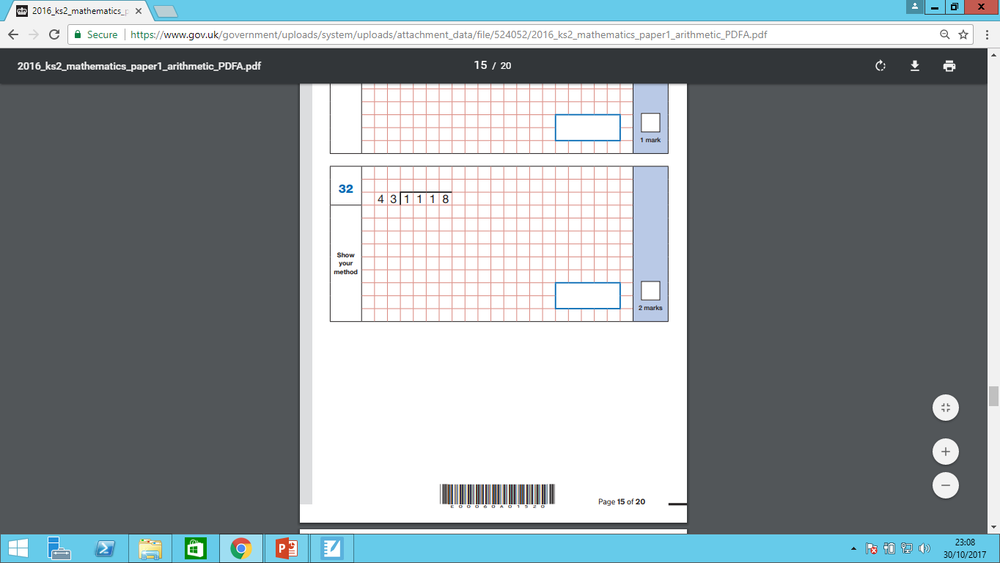 2016_ks2_mathematics_p
Secure
https://www.gov.uk/government/uploads/system/uploads/attachment_data/file/524052/2016_ks2_mathematics_paper1_arithmetic_PDFA.pdf
2016_ks2_mathematics_paper1_arithmetic_PDFA.pdf
15 / 20
1 mark
32
4 3 1 1 1 8
Show
your
method
2 marks
E00060A01520
Page 15 of 20
23:08
30/10/2017